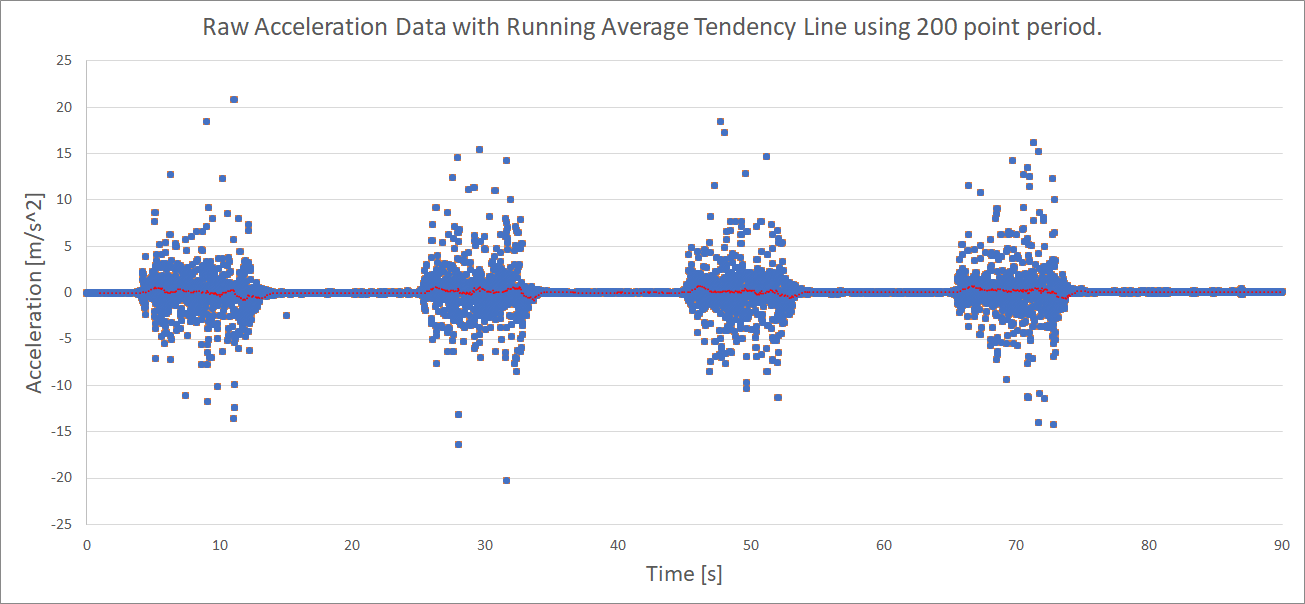 Raw Acceleration Data with Running Average Tendency Line using 200 point period.
25
20
15
10
5
0
-5
-10
-15
-20
-25
Acceleration [m/s^2]
0 10 20 30 40 50 60 70 80 90
Time [s]